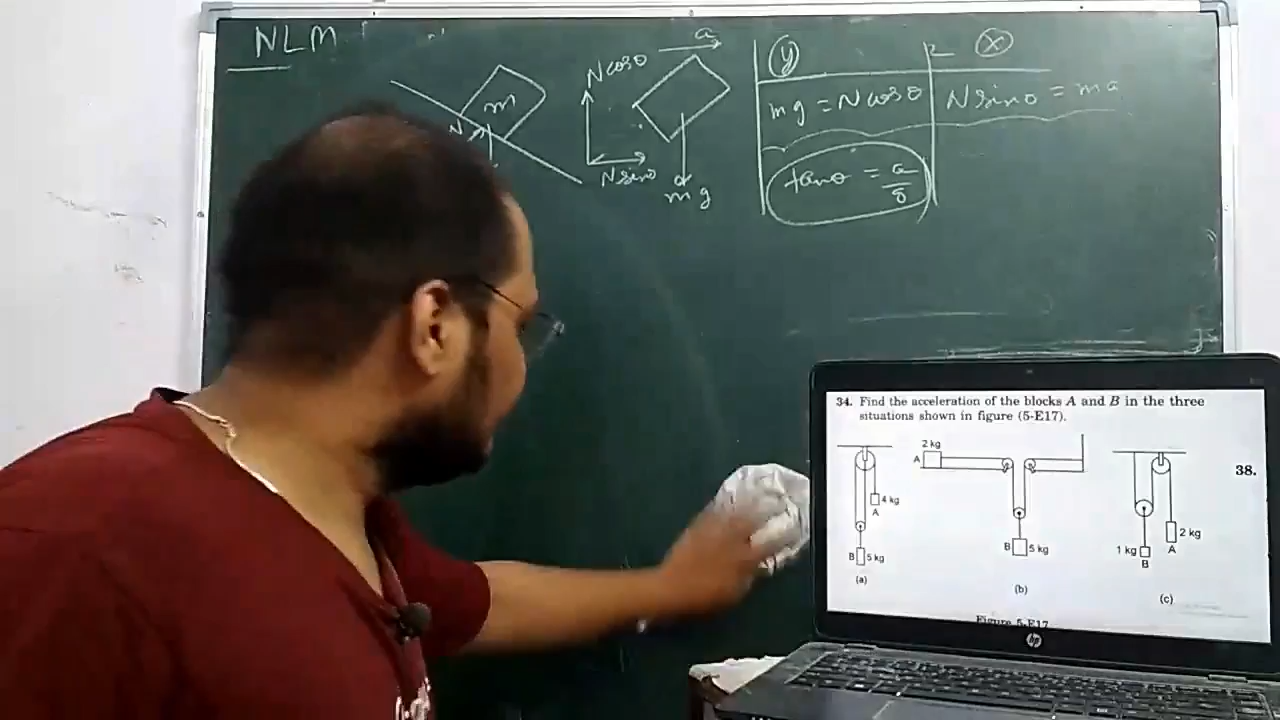 NLM
m
N
N cosθ
N sinθ
a
mg
y
x
mg = N cosθ
N sinθ = ma
tanθ = a/g
34. Find the acceleration of the blocks A and B in the three
situations shown in figure (5-E17).
38.
2 kg
A
4 kg
A
B 5 kg
(a)
B 5 kg
(b)
2 kg
A
1 kg
B
(c)
Figure 5-E17
hp